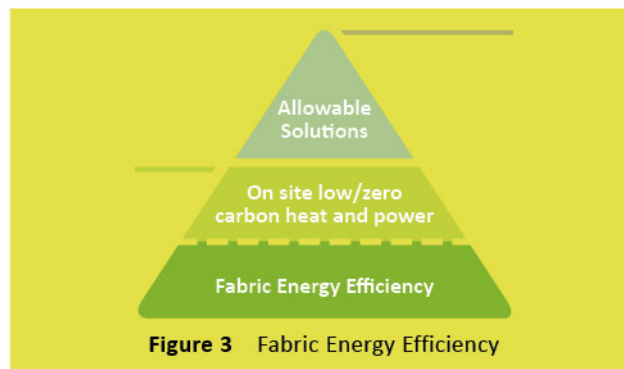 Allowable
Solutions
On site low/zero
carbon heat and power
Fabric Energy Efficiency
Figure 3 Fabric Energy Efficiency